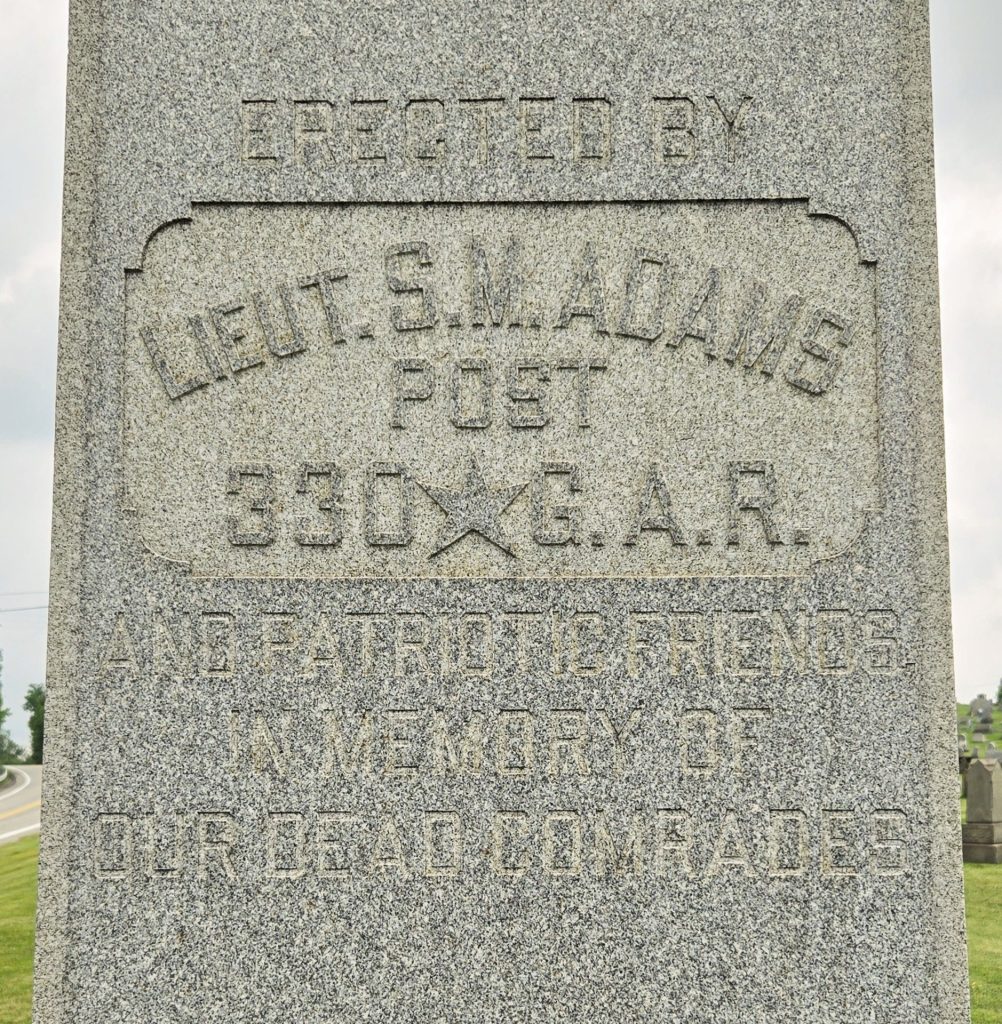 ERECTED BY
LIEUT. S.M. ADAMS
POST
330 ★ G.A.R.
AND PATRIOTIC FRIENDS.
IN MEMORY OF
OUR DEAD COMRADES